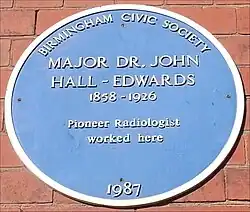 BIRMINGHAM CIVIC SOCIETY
MAJOR DR. JOHN
HALL - EDWARDS
1858 - 1926
Pioneer Radiologist
worked here
1987